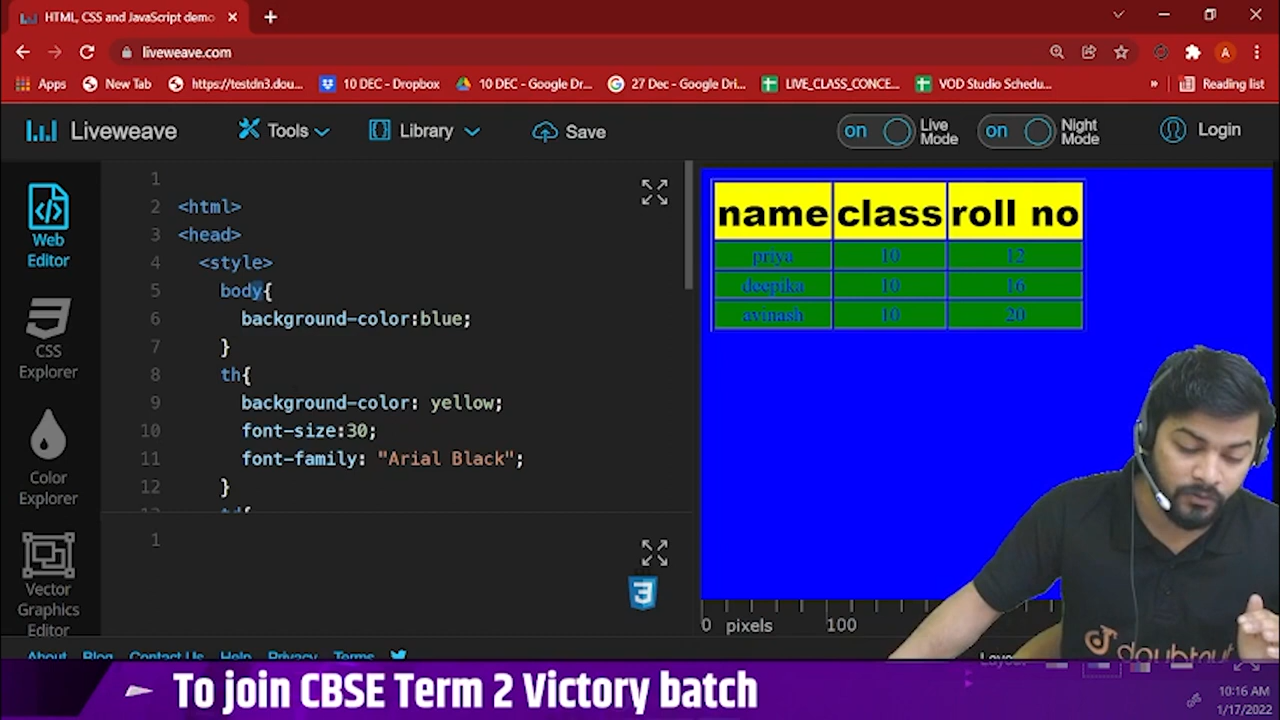 HTML, CSS and JavaScript demo
liveweave.com
A
Apps
New Tab
https://testdn3.dou...
10 DEC - Dropbox
10 DEC - Google Dr...
27 Dec - Google Dri...
LIVE_CLASS_CONCE...
VOD Studio Schedu...
»
Reading list
Liveweave
Tools
Library
Save
on
Live
Mode
on
Night
Mode
Login
Web
Editor
CSS
Explorer
Color
Explorer
Vector
Graphics
Editor
1
2 <html>
3 <head>
4 <style>
5 body{
6 background-color:blue;
7 }
8 th{
9 background-color: yellow;
10 font-size:30;
11 font-family: "Arial Black";
12 }
13 td{
1
3
name class roll no
priya 10 12
deepika 10 16
avinash 10 20
0 pixels 100
About Blog Contact Us Help Privacy Terms
doubtnut
To join CBSE Term 2 Victory batch
10:16 AM
1/17/2022